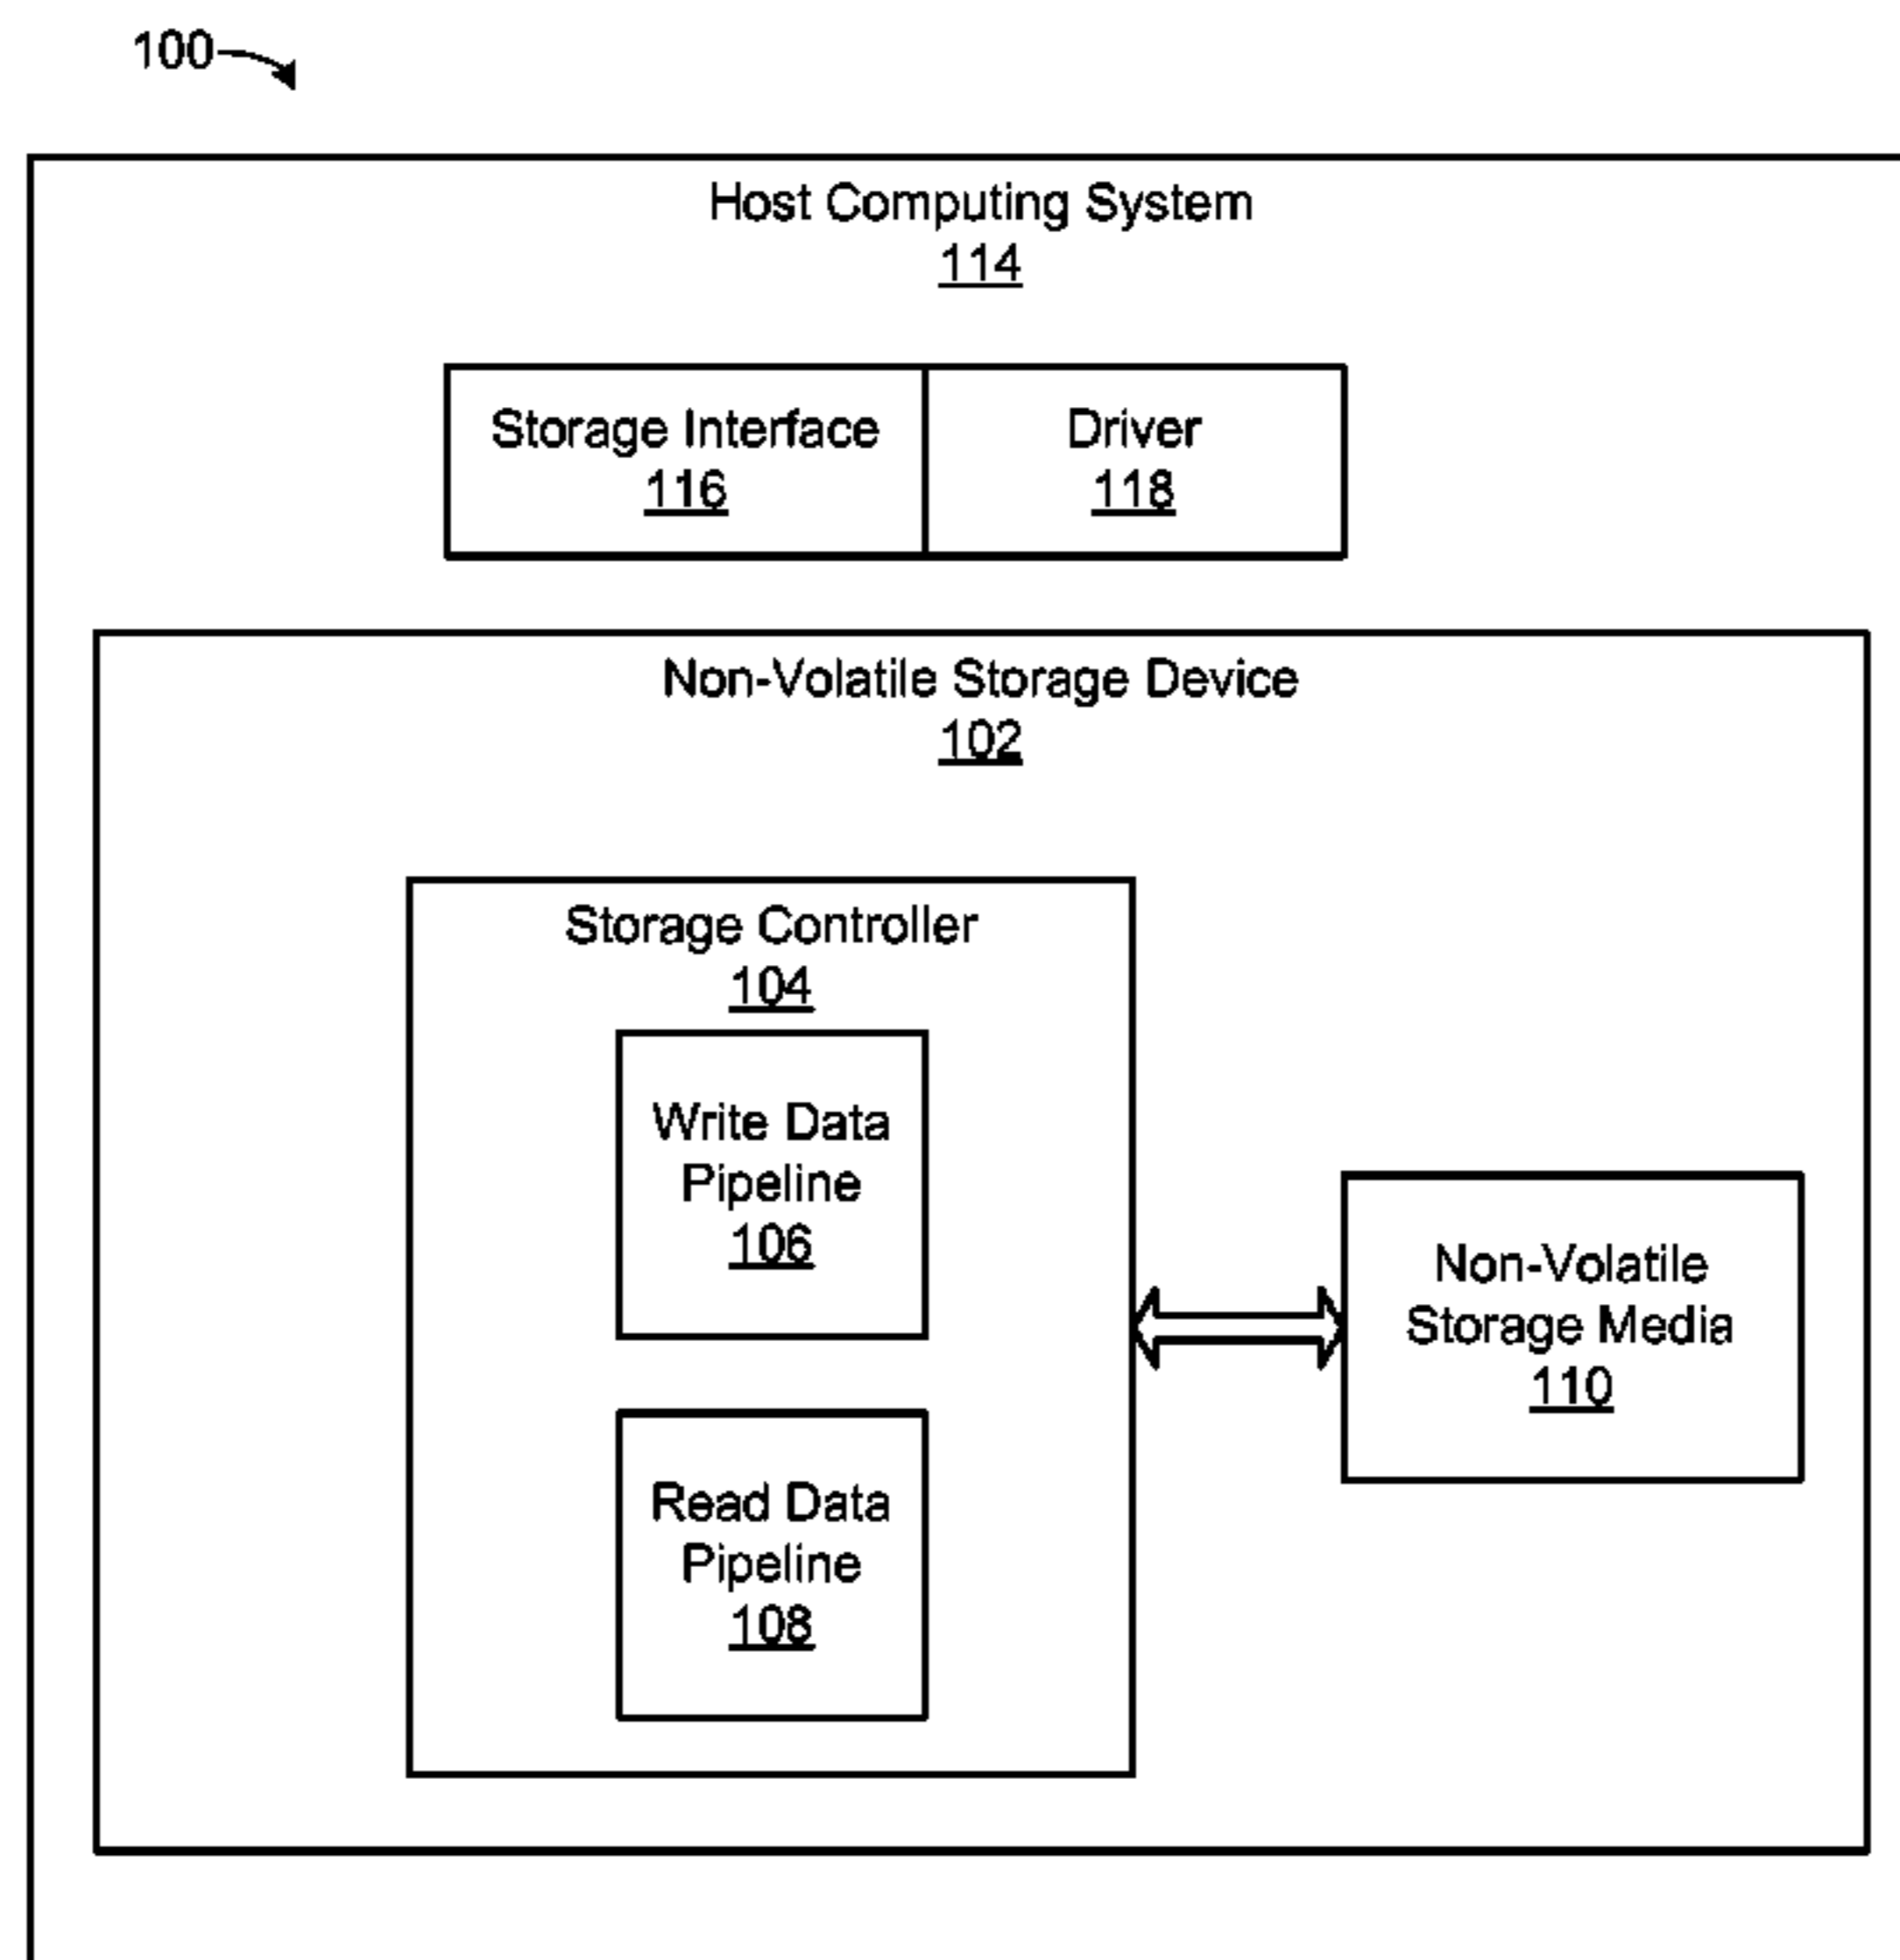 100
Host Computing System
114
Storage Interface
116
Driver
118
Non-Volatile Storage Device
102
Storage Controller
104
Write Data
Pipeline
106
Non-Volatile
Storage Media
110
Read Data
Pipeline
108